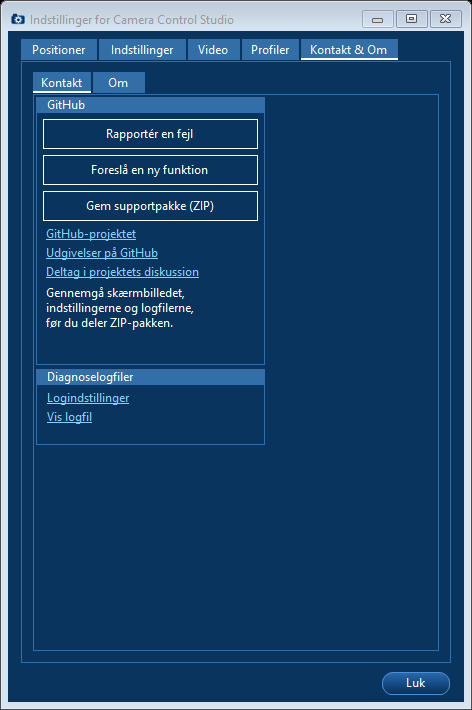 Indstillinger for Camera Control Studio
Positioner Indstillinger Video Profiler Kontakt & Om
Kontakt Om
GitHub
Rapportér en fejl
Foreslå en ny funktion
Gem supportpakke (ZIP)
GitHub-projektet
Udgivelser på GitHub
Deltag i projektets diskussion
Gennemgå skærmbilledet,
indstillingerne og logfilerne,
før du deler ZIP-pakken.
Diagnoselogfiler
Logindstillinger
Vis logfil
Luk